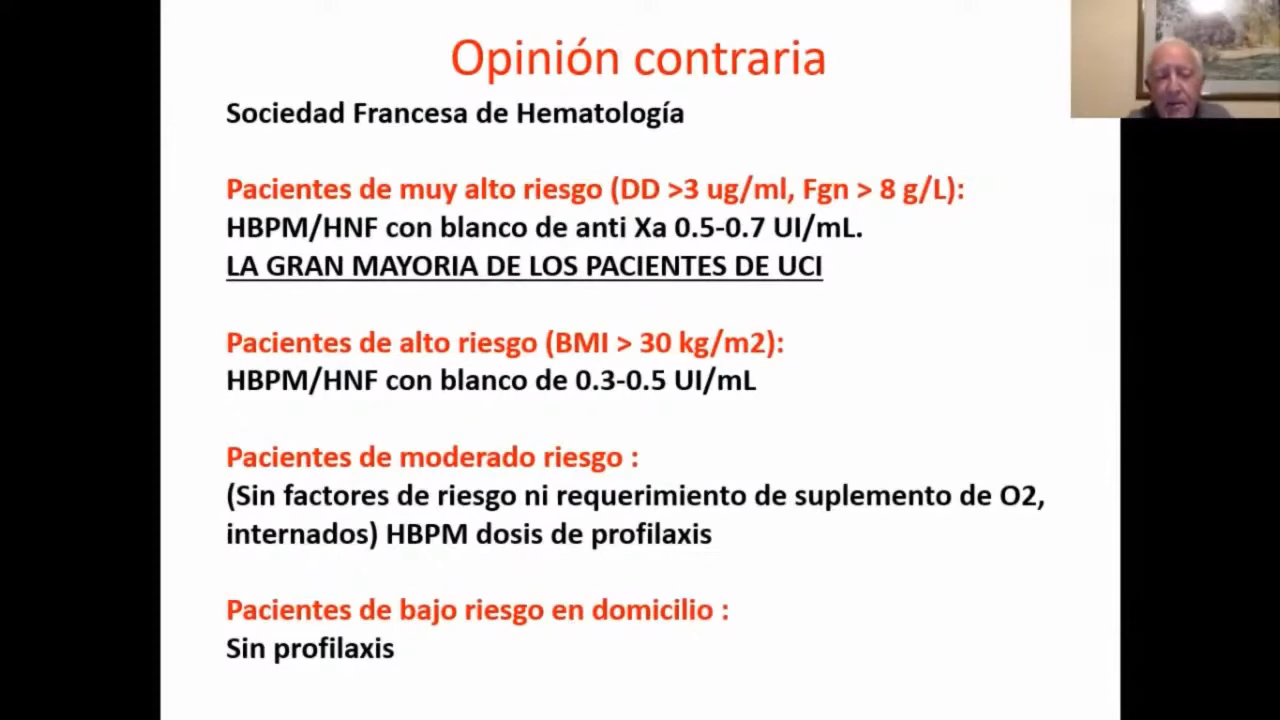 Opinión contraria
Sociedad Francesa de Hematología
Pacientes de muy alto riesgo (DD >3 ug/ml, Fgn > 8 g/L):
HBPM/HNF con blanco de anti Xa 0.5-0.7 UI/mL.
LA GRAN MAYORIA DE LOS PACIENTES DE UCI
Pacientes de alto riesgo (BMI > 30 kg/m2):
HBPM/HNF con blanco de 0.3-0.5 UI/mL
Pacientes de moderado riesgo :
(Sin factores de riesgo ni requerimiento de suplemento de O2,
internados) HBPM dosis de profilaxis
Pacientes de bajo riesgo en domicilio :
Sin profilaxis